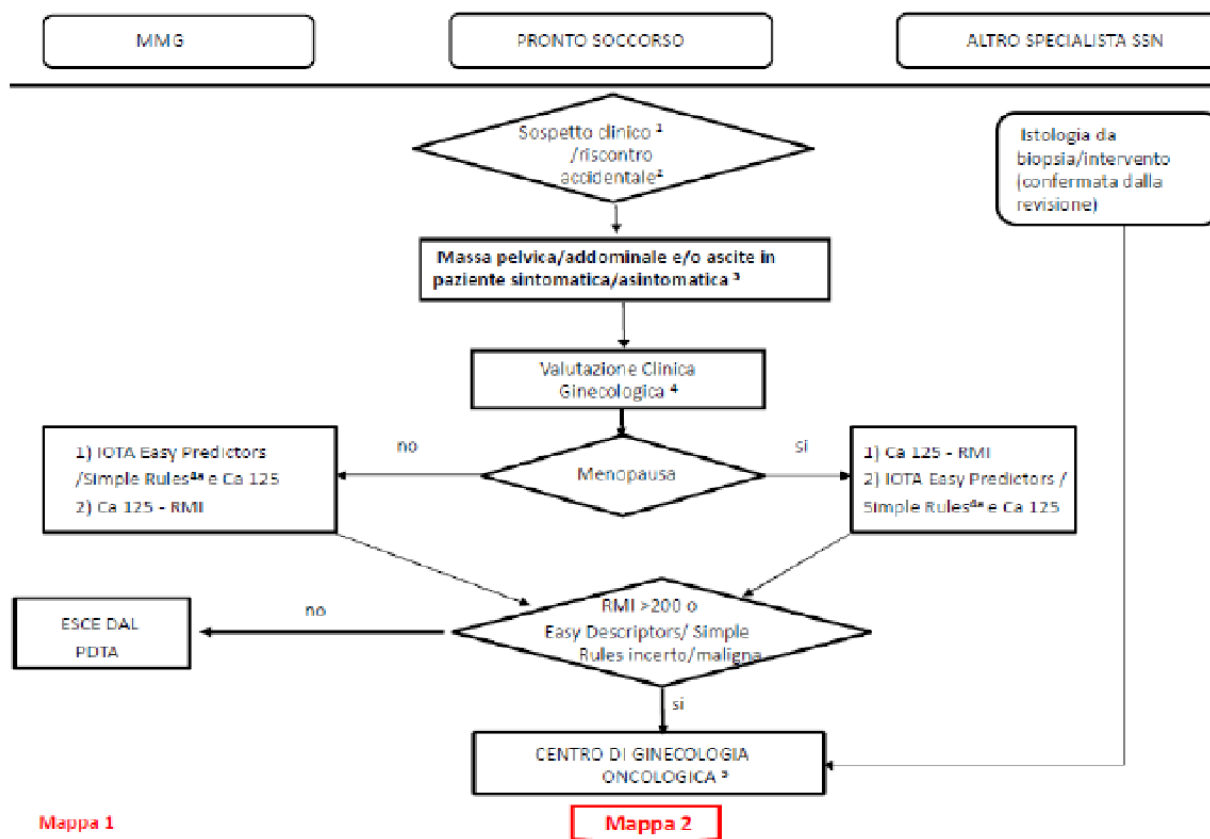 MMG
PRONTO SOCCORSO
ALTRO SPECIALISTA SSN
Sospetto clinico ¹
/riscontro
accidentale²
Istologia da
biopsia/intervento
(confermata dalla
revisione)
Massa pelvica/addominale e/o ascite in
paziente sintomatica/asintomatica ³
Valutazione Clinica
Ginecologica ⁴
no
si
1) IOTA Easy Predictors
/Simple Rules⁴ᵃ e Ca 125
2) Ca 125 - RMI
Menopausa
1) Ca 125 - RMI
2) IOTA Easy Predictors /
Simple Rules⁴ᵃ e Ca 125
RMI >200 o
Easy Descriptors/ Simple
Rules incerto/maligna
no
ESCE DAL
PDTA
si
CENTRO DI GINECOLOGIA
ONCOLOGICA ⁵
Mappa 1
Mappa 2